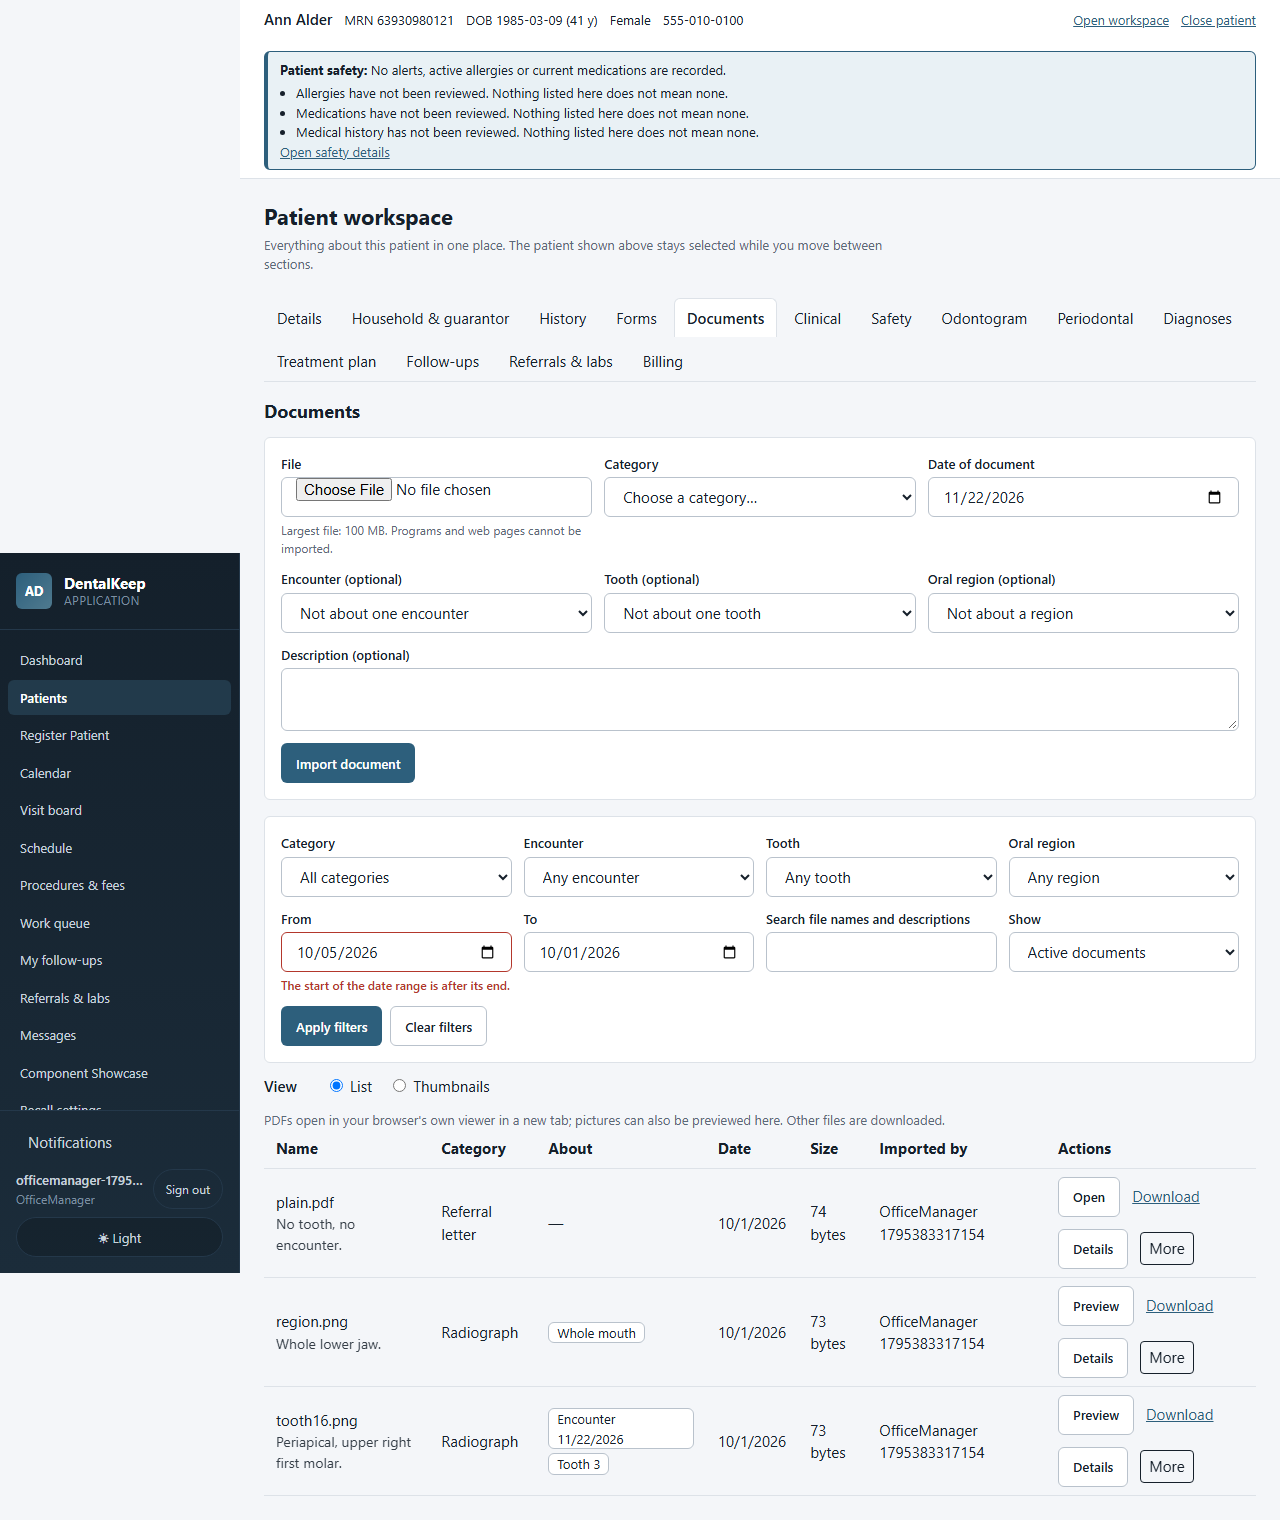 Ann Alder MRN 63930980121 DOB 1985-03-09 (41 y) Female 555-010-0100 Open workspace Close patient
Patient safety: No alerts, active allergies or current medications are recorded.
• Allergies have not been reviewed. Nothing listed here does not mean none.
• Medications have not been reviewed. Nothing listed here does not mean none.
• Medical history has not been reviewed. Nothing listed here does not mean none.
Open safety details
Patient workspace
Everything about this patient in one place. The patient shown above stays selected while you move between
sections.
Details Household & guarantor History Forms Documents Clinical Safety Odontogram Periodontal Diagnoses
Treatment plan Follow-ups Referrals & labs Billing
Documents
File Category Date of document
Choose File No file chosen Choose a category... 11/22/2026
Largest file: 100 MB. Programs and web pages cannot be
imported.
Encounter (optional) Tooth (optional) Oral region (optional)
Not about one encounter Not about one tooth Not about a region
Description (optional)
Import document
Category Encounter Tooth Oral region
All categories Any encounter Any tooth Any region
From To Search file names and descriptions Show
10/05/2026 10/01/2026 Active documents
The start of the date range is after its end.
Apply filters Clear filters
View List Thumbnails
PDFs open in your browser's own viewer in a new tab; pictures can also be previewed here. Other files are downloaded.
Name Category About Date Size Imported by Actions
plain.pdf
No tooth, no
encounter.
Referral
letter
—
10/1/2026
74
bytes
OfficeManager
1795383317154
Open Download
Details More
region.png
Whole lower jaw.
Radiograph
Whole mouth
10/1/2026
73
bytes
OfficeManager
1795383317154
Preview Download
Details More
tooth16.png
Periapical, upper right
first molar.
Radiograph
Encounter
11/22/2026
Tooth 3
10/1/2026
73
bytes
OfficeManager
1795383317154
Preview Download
Details More
AD DentalKeep
APPLICATION
Dashboard
Patients
Register Patient
Calendar
Visit board
Schedule
Procedures & fees
Work queue
My follow-ups
Referrals & labs
Messages
Component Showcase
Recall settings
Notifications
officemanager-1795...
OfficeManager
Sign out
☀ Light